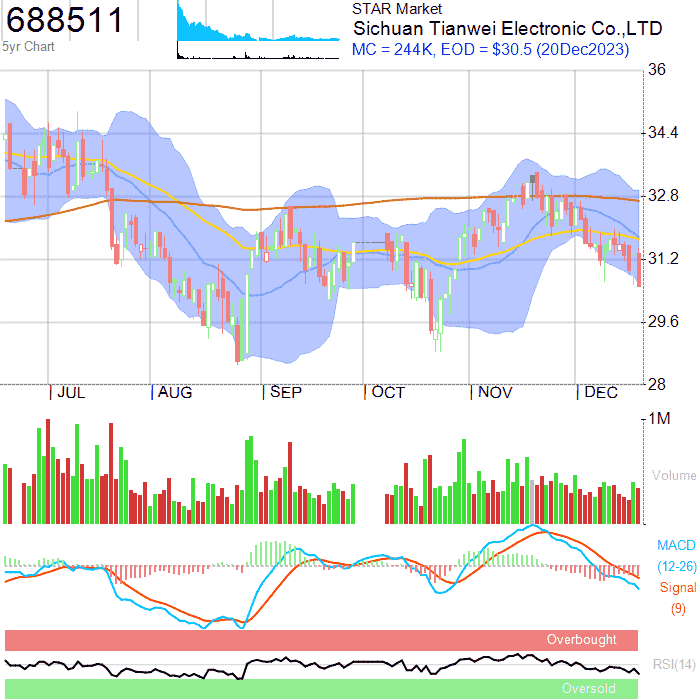 688511
5yr Chart
STAR Market
Sichuan Tianwei Electronic Co.,LTD
MC = 244K, EOD = $30.5 (20Dec2023)
36
34.4
32.8
31.2
29.6
28
JUL AUG SEP OCT NOV DEC
1M
Volume
MACD
(12-26)
Signal
(9)
Overbought
RSI(14)
Oversold